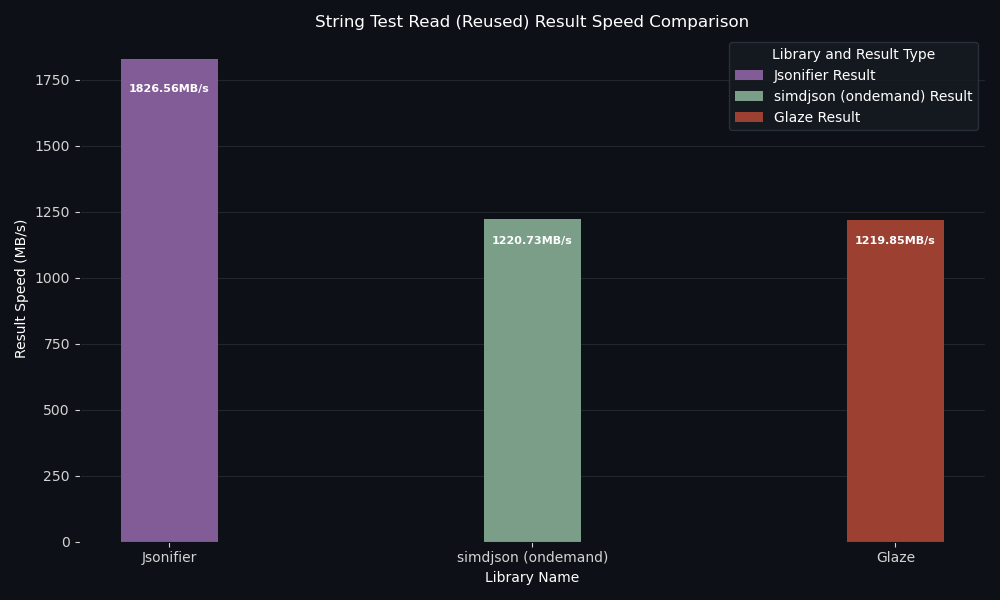 String Test Read (Reused) Result Speed Comparison
Library and Result Type
Jsonifier Result
simdjson (ondemand) Result
Glaze Result
1826.56MB/s
1220.73MB/s
1219.85MB/s
Result Speed (MB/s)
1750
1500
1250
1000
750
500
250
0
Jsonifier
simdjson (ondemand)
Glaze
Library Name